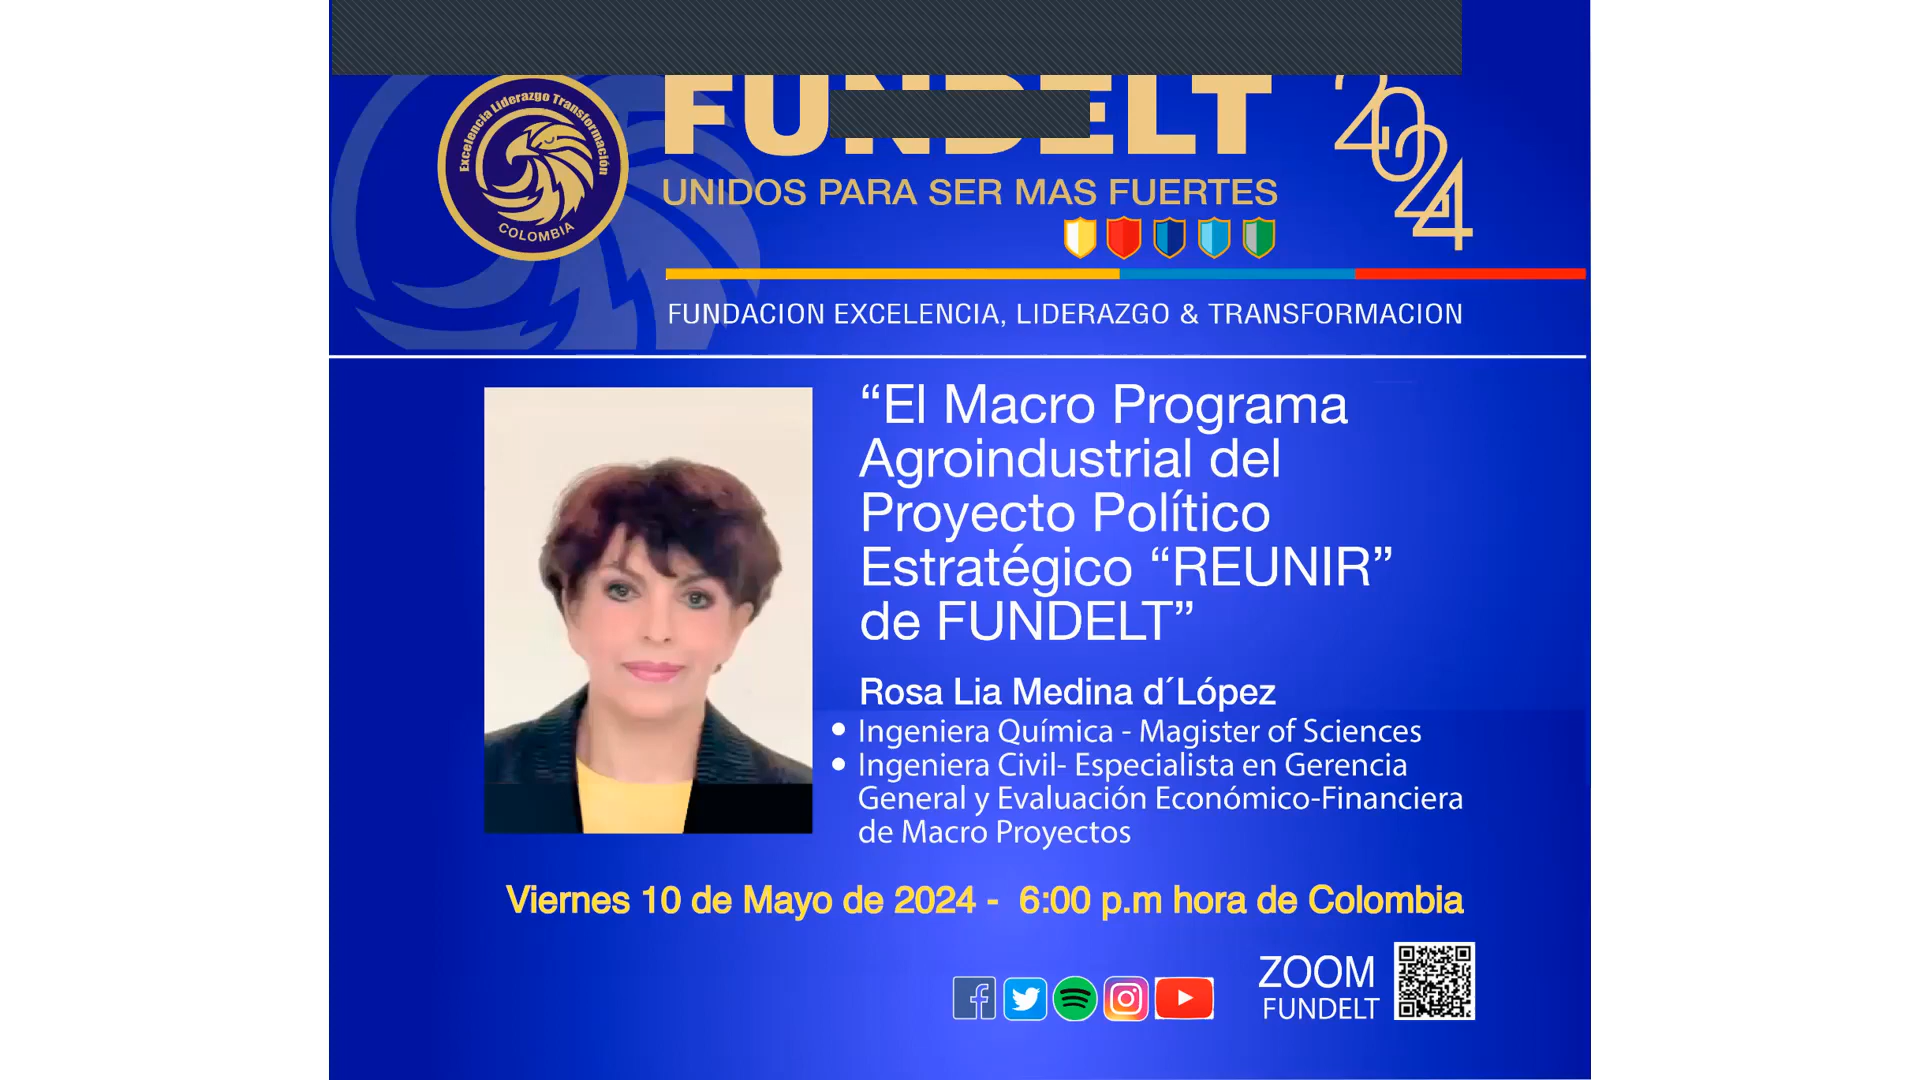 Excelencia Liderazgo Transformación
COLOMBIA
FUNDELT
2024
UNIDOS PARA SER MAS FUERTES
FUNDACION EXCELENCIA, LIDERAZGO & TRANSFORMACION
“El Macro Programa
Agroindustrial del
Proyecto Político
Estratégico “REUNIR”
de FUNDELT”
Rosa Lia Medina d´López
• Ingeniera Química - Magister of Sciences
• Ingeniera Civil- Especialista en Gerencia
General y Evaluación Económico-Financiera
de Macro Proyectos
Viernes 10 de Mayo de 2024 - 6:00 p.m hora de Colombia
ZOOM
FUNDELT